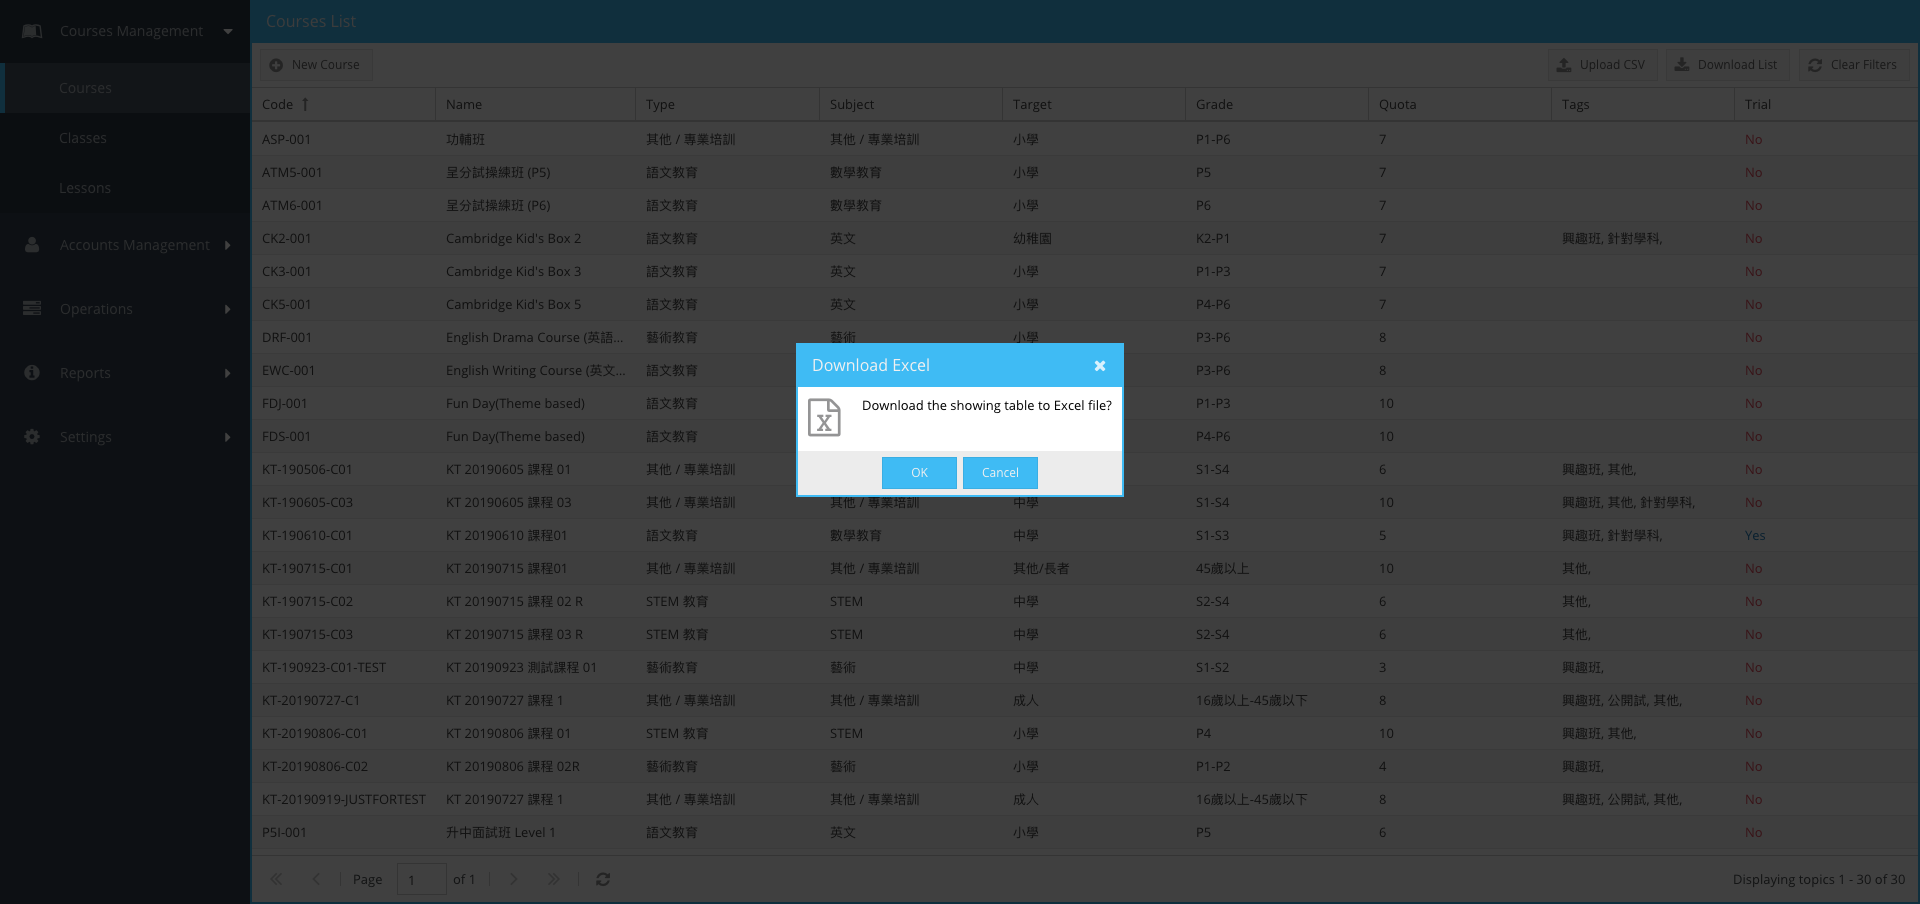 Courses Management
Courses
Classes
Lessons
Accounts Management
Operations
Reports
Settings
Courses List
New Course Upload CSV Download List Clear Filters
Code Name Type Subject Target Grade Quota Tags Trial
ASP-001 功輔班 其他 / 專業培訓 其他 / 專業培訓 小學 P1-P6 7 No
ATM5-001 呈分試操練班 (P5) 語文教育 數學教育 小學 P5 7 No
ATM6-001 呈分試操練班 (P6) 語文教育 數學教育 小學 P6 7 No
CK2-001 Cambridge Kid's Box 2 語文教育 英文 幼稚園 K2-P1 7 興趣班, 針對學科, No
CK3-001 Cambridge Kid's Box 3 語文教育 英文 小學 P1-P3 7 No
CK5-001 Cambridge Kid's Box 5 語文教育 英文 小學 P4-P6 7 No
DRF-001 English Drama Course (英語... 藝術教育 藝術 小學 P3-P6 8 No
EWC-001 English Writing Course (英文... 語文教育 P3-P6 8 No
FDJ-001 Fun Day(Theme based) 語文教育 P1-P3 10 No
FDS-001 Fun Day(Theme based) 語文教育 P4-P6 10 No
KT-190506-C01 KT 20190605 課程 01 其他 / 專業培訓 S1-S4 6 興趣班, 其他, No
KT-190605-C03 KT 20190605 課程 03 其他 / 專業培訓 其他 / 專業培訓 中學 S1-S4 10 興趣班, 其他, 針對學科, No
KT-190610-C01 KT 20190610 課程01 語文教育 數學教育 中學 S1-S3 5 興趣班, 針對學科, Yes
KT-190715-C01 KT 20190715 課程01 其他 / 專業培訓 其他 / 專業培訓 其他/長者 45歲以上 10 其他, No
KT-190715-C02 KT 20190715 課程 02 R STEM 教育 STEM 中學 S2-S4 6 其他, No
KT-190715-C03 KT 20190715 課程 03 R STEM 教育 STEM 中學 S2-S4 6 其他, No
KT-190923-C01-TEST KT 20190923 測試課程 01 藝術教育 藝術 中學 S1-S2 3 興趣班, No
KT-20190727-C1 KT 20190727 課程 1 其他 / 專業培訓 其他 / 專業培訓 成人 16歲以上-45歲以下 8 興趣班, 公開試, 其他, No
KT-20190806-C01 KT 20190806 課程 01 STEM 教育 STEM 小學 P4 10 興趣班, 其他, No
KT-20190806-C02 KT 20190806 課程 02R 藝術教育 藝術 小學 P1-P2 4 興趣班, No
KT-20190919-JUSTFORTEST KT 20190727 課程 1 其他 / 專業培訓 其他 / 專業培訓 成人 16歲以上-45歲以下 8 興趣班, 公開試, 其他, No
P5I-001 升中面試班 Level 1 語文教育 英文 小學 P5 6 No
Page 1 of 1 Displaying topics 1 - 30 of 30
Download Excel
Download the showing table to Excel file?
OK Cancel